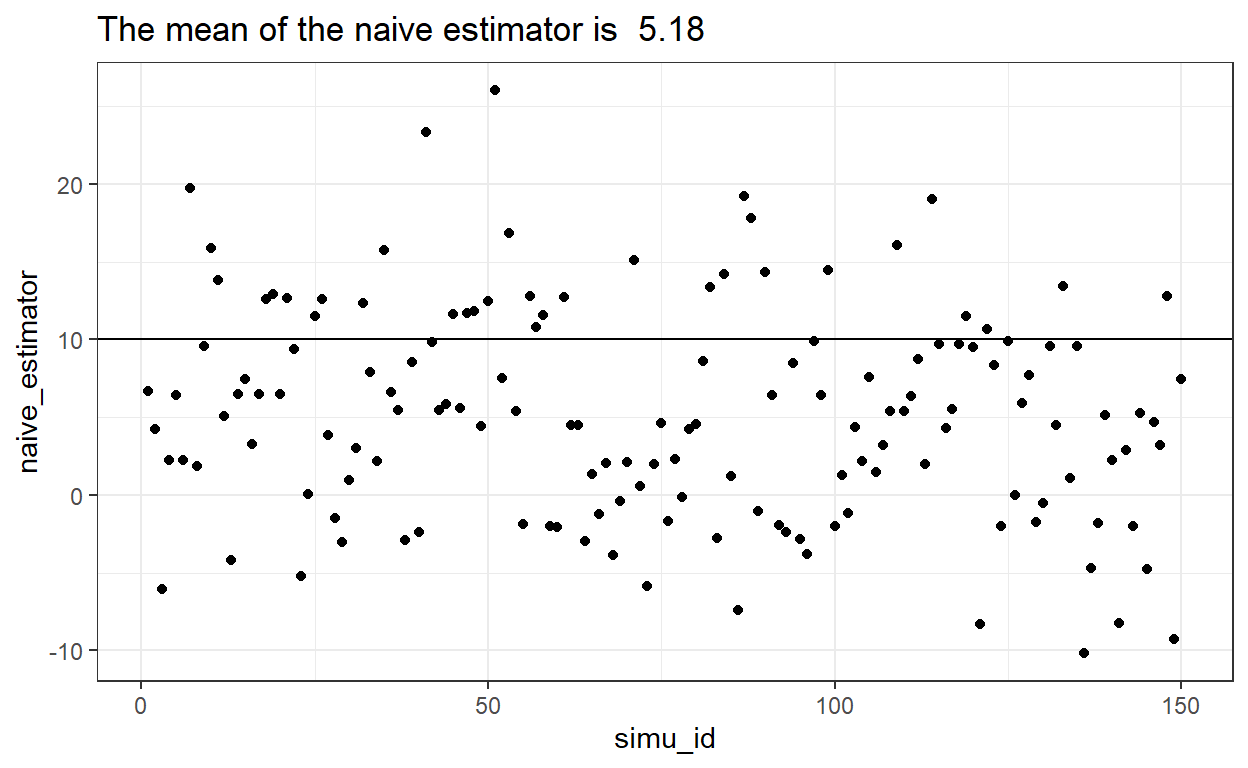 The mean of the naive estimator is  5.18
naive_estimator
20
10
0
-10
0
50
100
150
simu_id